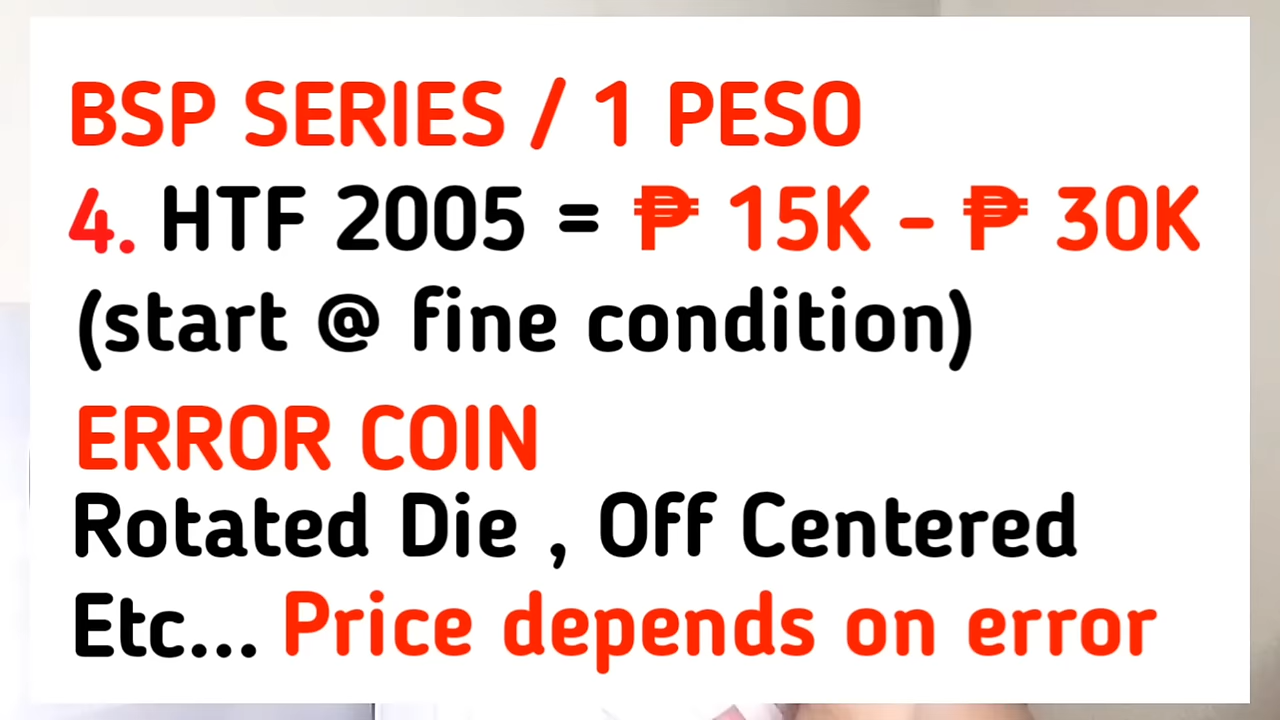 BSP SERIES / 1 PESO
4. HTF 2005 = ₱ 15K - ₱ 30K
(start @ fine condition)
ERROR COIN
Rotated Die , Off Centered
Etc... Price depends on error